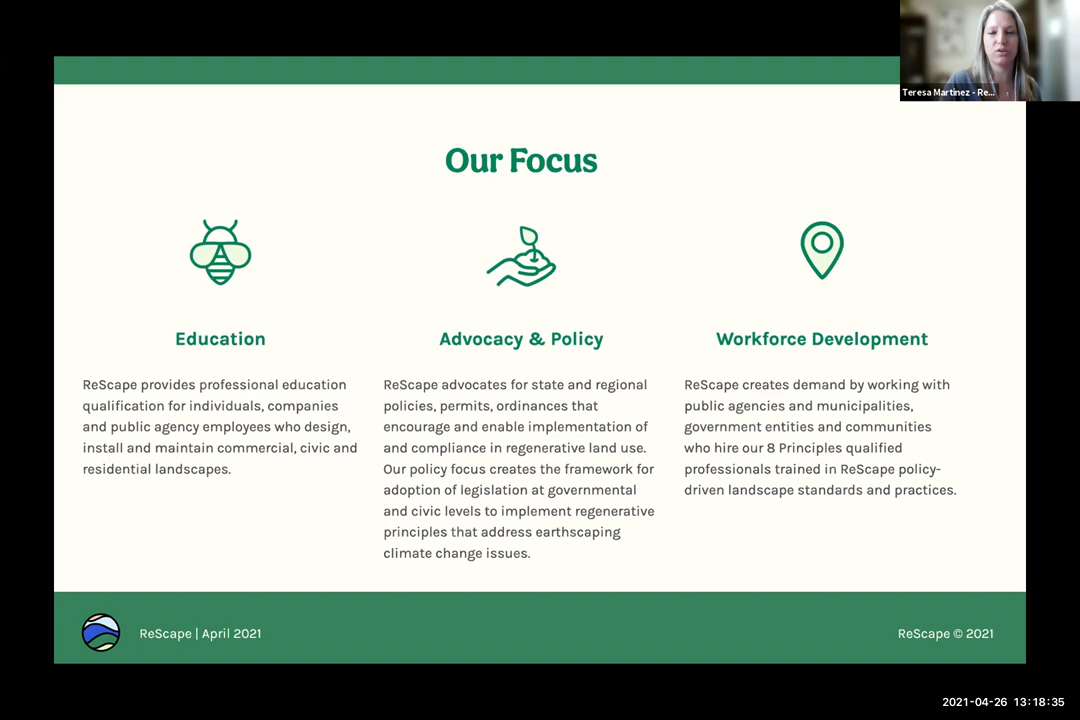 Teresa Martinez - Re...
Our Focus
Education
ReScape provides professional education
qualification for individuals, companies
and public agency employees who design,
install and maintain commercial, civic and
residential landscapes.
Advocacy & Policy
ReScape advocates for state and regional
policies, permits, ordinances that
encourage and enable implementation of
and compliance in regenerative land use.
Our policy focus creates the framework for
adoption of legislation at governmental
and civic levels to implement regenerative
principles that address earthscaping
climate change issues.
Workforce Development
ReScape creates demand by working with
public agencies and municipalities,
government entities and communities
who hire our 8 Principles qualified
professionals trained in ReScape policy-
driven landscape standards and practices.
ReScape | April 2021
ReScape © 2021
2021-04-26 13:18:35